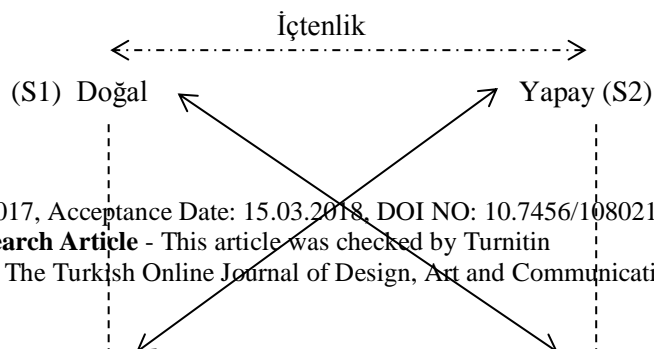 İçtenlik
(S1) Doğal
Yapay (S2)
017, Acceptance Date: 15.03.2018, DOI NO: 10.7456/108021
earch Article - This article was checked by Turnitin
The Turkish Online Journal of Design, Art and Communicati